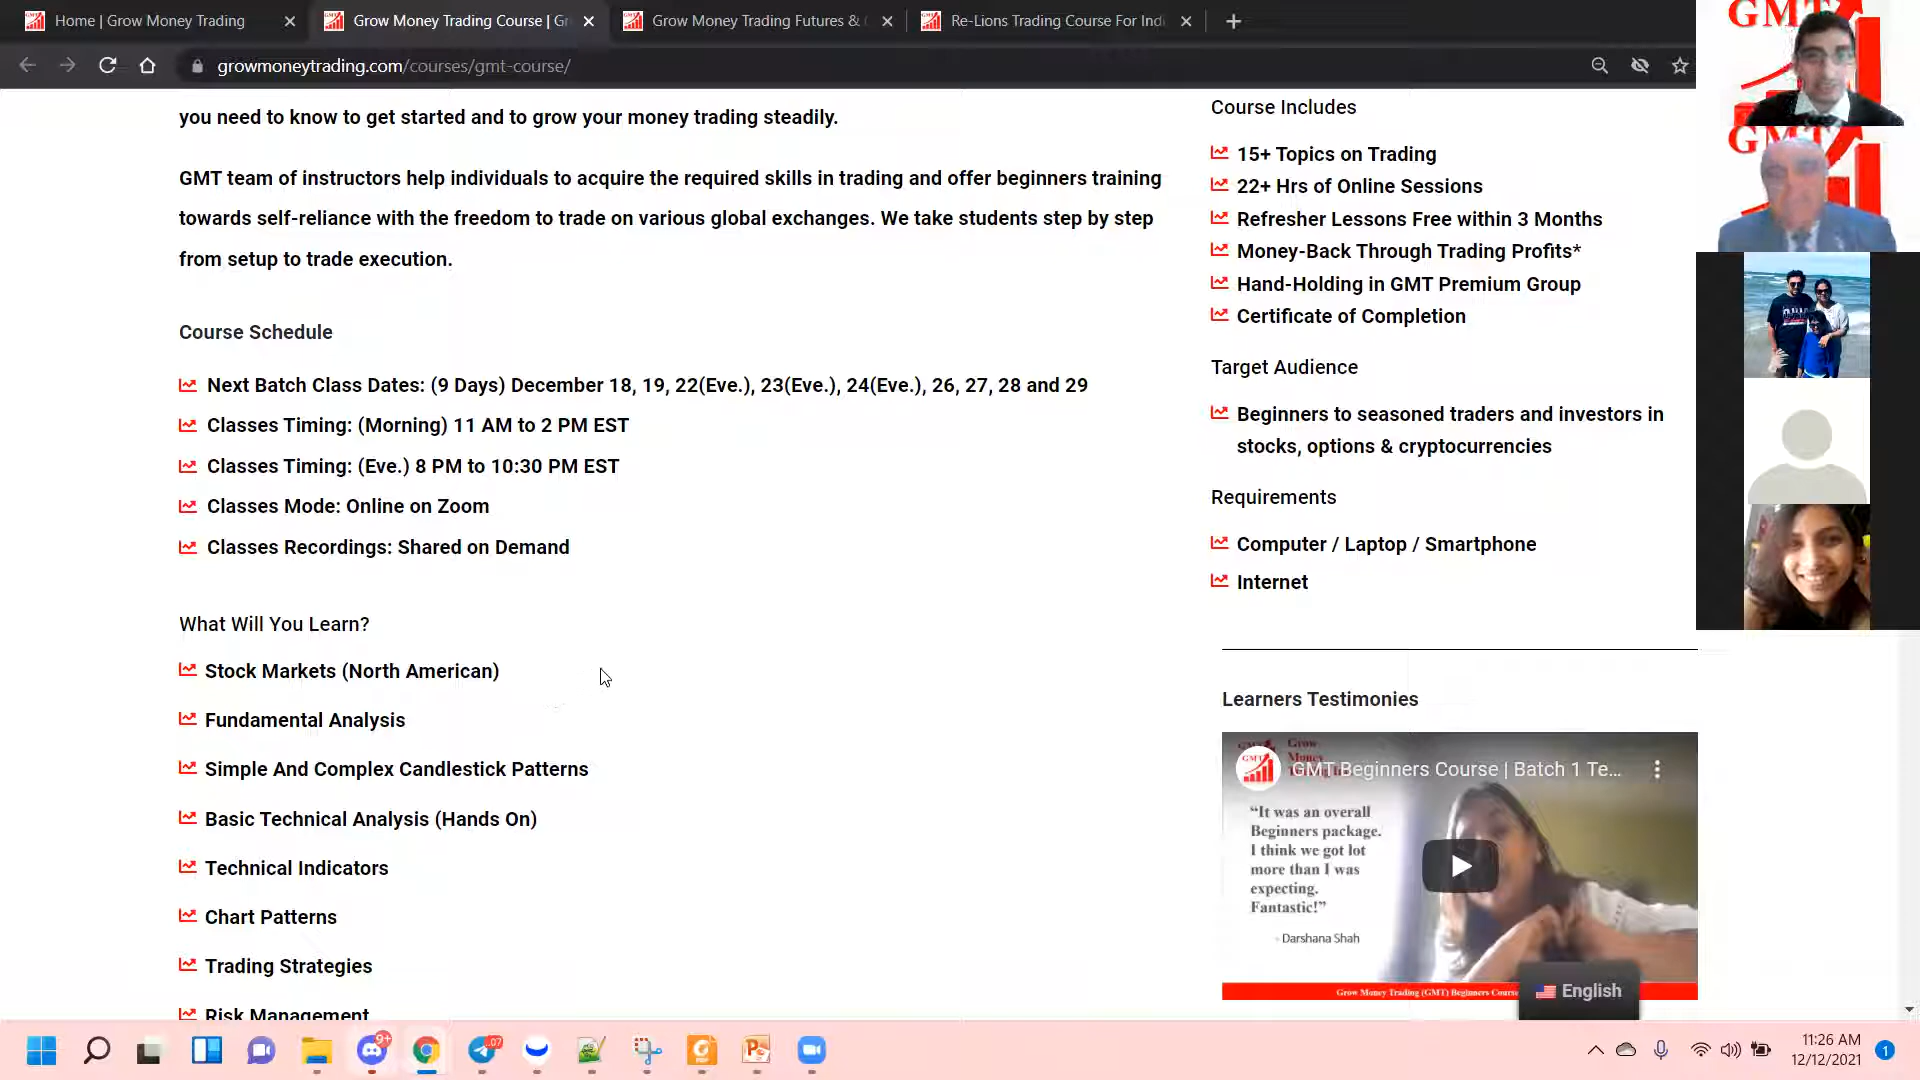 Home | Grow Money Trading
Grow Money Trading Course | Gr
Grow Money Trading Futures &
Re-Lions Trading Course For Indi
growmoneytrading.com/courses/gmt-course/
you need to know to get started and to grow your money trading steadily.
GMT team of instructors help individuals to acquire the required skills in trading and offer beginners training
towards self-reliance with the freedom to trade on various global exchanges. We take students step by step
from setup to trade execution.
Course Schedule
Next Batch Class Dates: (9 Days) December 18, 19, 22(Eve.), 23(Eve.), 24(Eve.), 26, 27, 28 and 29
Classes Timing: (Morning) 11 AM to 2 PM EST
Classes Timing: (Eve.) 8 PM to 10:30 PM EST
Classes Mode: Online on Zoom
Classes Recordings: Shared on Demand
What Will You Learn?
Stock Markets (North American)
Fundamental Analysis
Simple And Complex Candlestick Patterns
Basic Technical Analysis (Hands On)
Technical Indicators
Chart Patterns
Trading Strategies
Risk Management
Course Includes
15+ Topics on Trading
22+ Hrs of Online Sessions
Refresher Lessons Free within 3 Months
Money-Back Through Trading Profits*
Hand-Holding in GMT Premium Group
Certificate of Completion
Target Audience
Beginners to seasoned traders and investors in
stocks, options & cryptocurrencies
Requirements
Computer / Laptop / Smartphone
Internet
Learners Testimonies
GMT
GMT Beginners Course | Batch 1 Te...
“It was an overall
Beginners package.
I think we got lot
more than I was
expecting.
Fantastic!”
- Darshana Shah
Grow Money Trading (GMT) Beginners Course
English
GMT
GMT
9+
.07
11:26 AM
12/12/2021
1